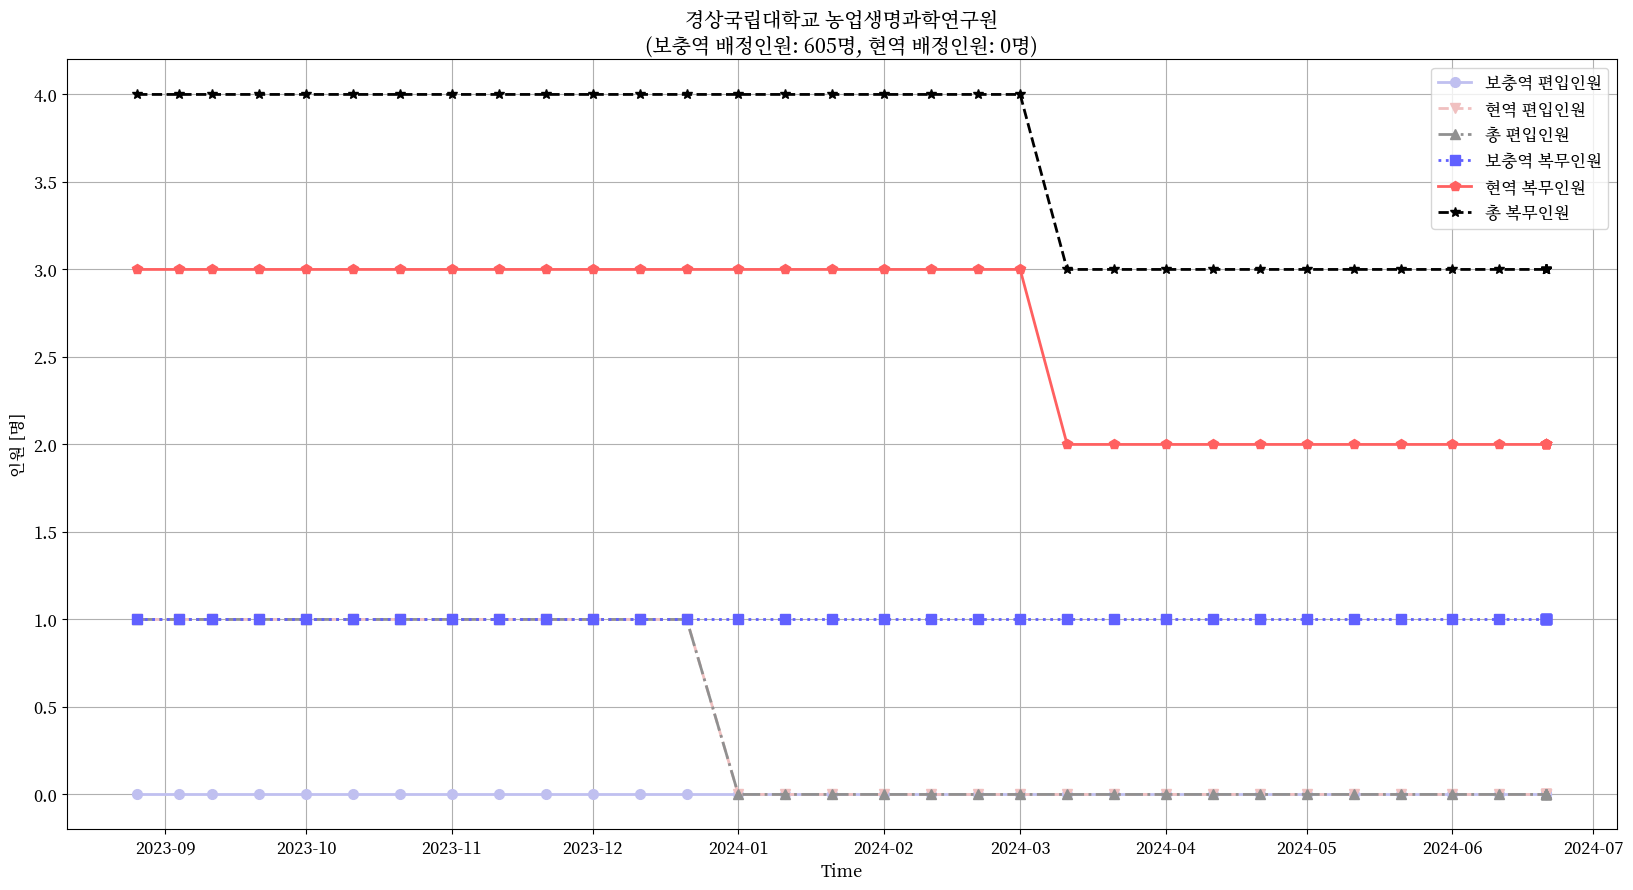 경상국립대학교 농업생명과학연구원
(보충역 배정인원: 605명, 현역 배정인원: 0명)
보충역 편입인원
현역 편입인원
총 편입인원
보충역 복무인원
현역 복무인원
총 복무인원
4.0
3.5
3.0
2.5
2.0
1.5
1.0
0.5
0.0
인원 [명]
2023-09 2023-10 2023-11 2023-12 2024-01 2024-02 2024-03 2024-04 2024-05 2024-06 2024-07
Time